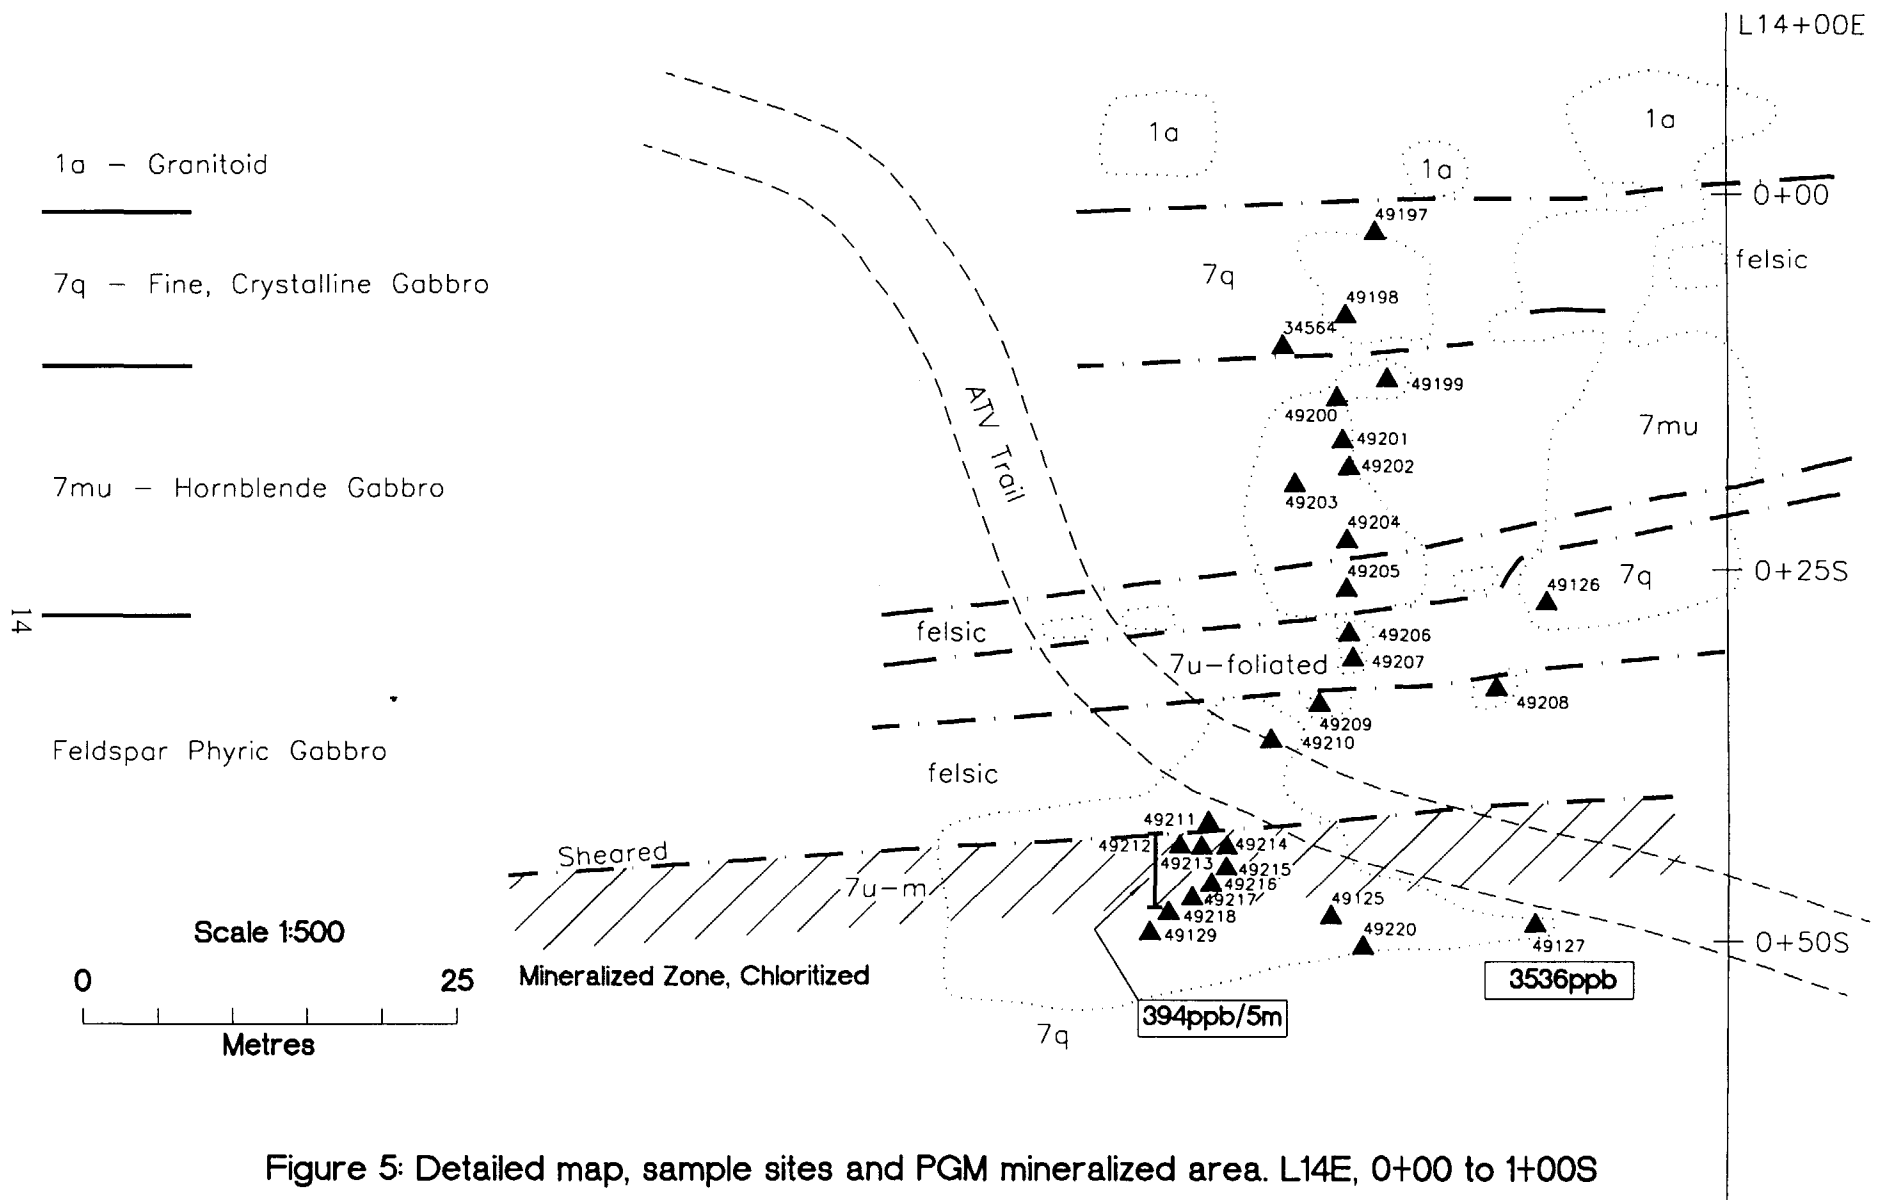 L14+00E
1a
1a
1a
1a – Granitoid
0+00
49197
felsic
7q
7q – Fine, Crystalline Gabbro
49198
34564
49199
49200
ATV Trail
7mu
49201
49202
49203
7mu – Hornblende Gabbro
49204
49205
0+25S
7q
49126
14
felsic
49206
7u-foliated
49207
49208
49209
49210
Feldspar Phyric Gabbro
felsic
49211
49212
49214
49213
Sheared
49215
7u-m
49216
49217
49125
49218
49220
49129
49127
0+50S
Scale 1:500
0
25
Metres
Mineralized Zone, Chloritized
3536ppb
394ppb/5m
7q
Figure 5: Detailed map, sample sites and PGM mineralized area. L14E, 0+00 to 1+00S